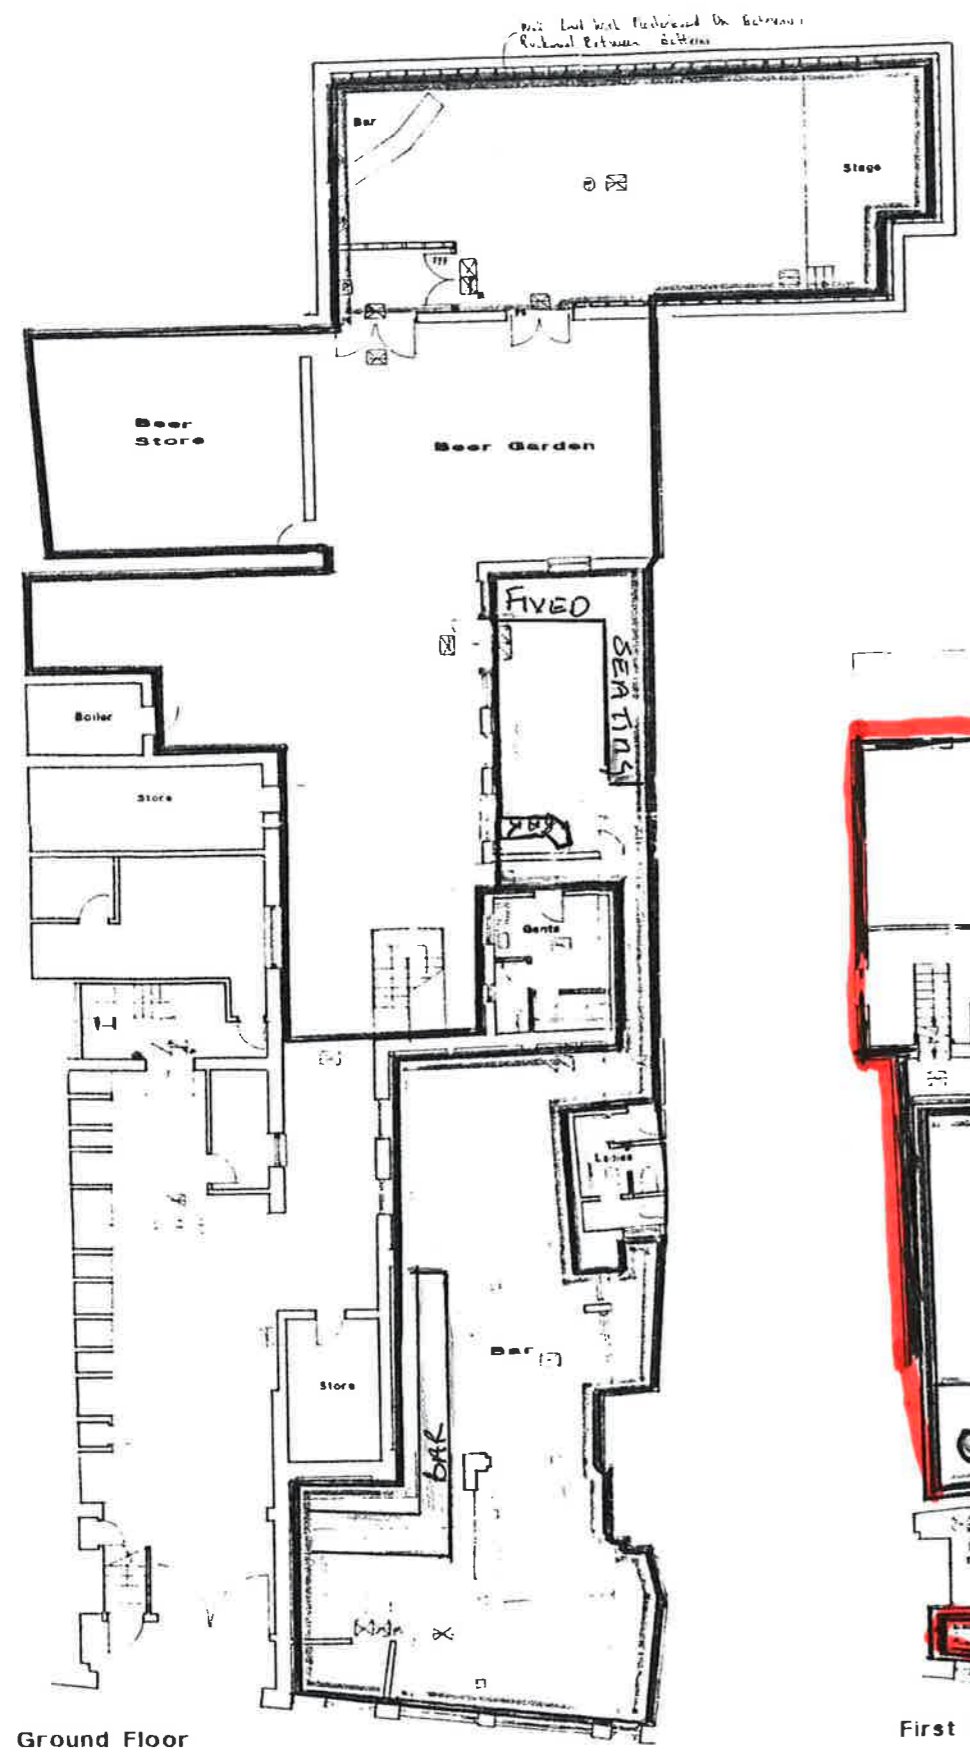 Bar
Stage
Beer
Store
Beer Garden
FIXED
SEATING
Boiler
Store
BAR
Gents
Ladies
Bar
Store
BAR
Ground Floor
First